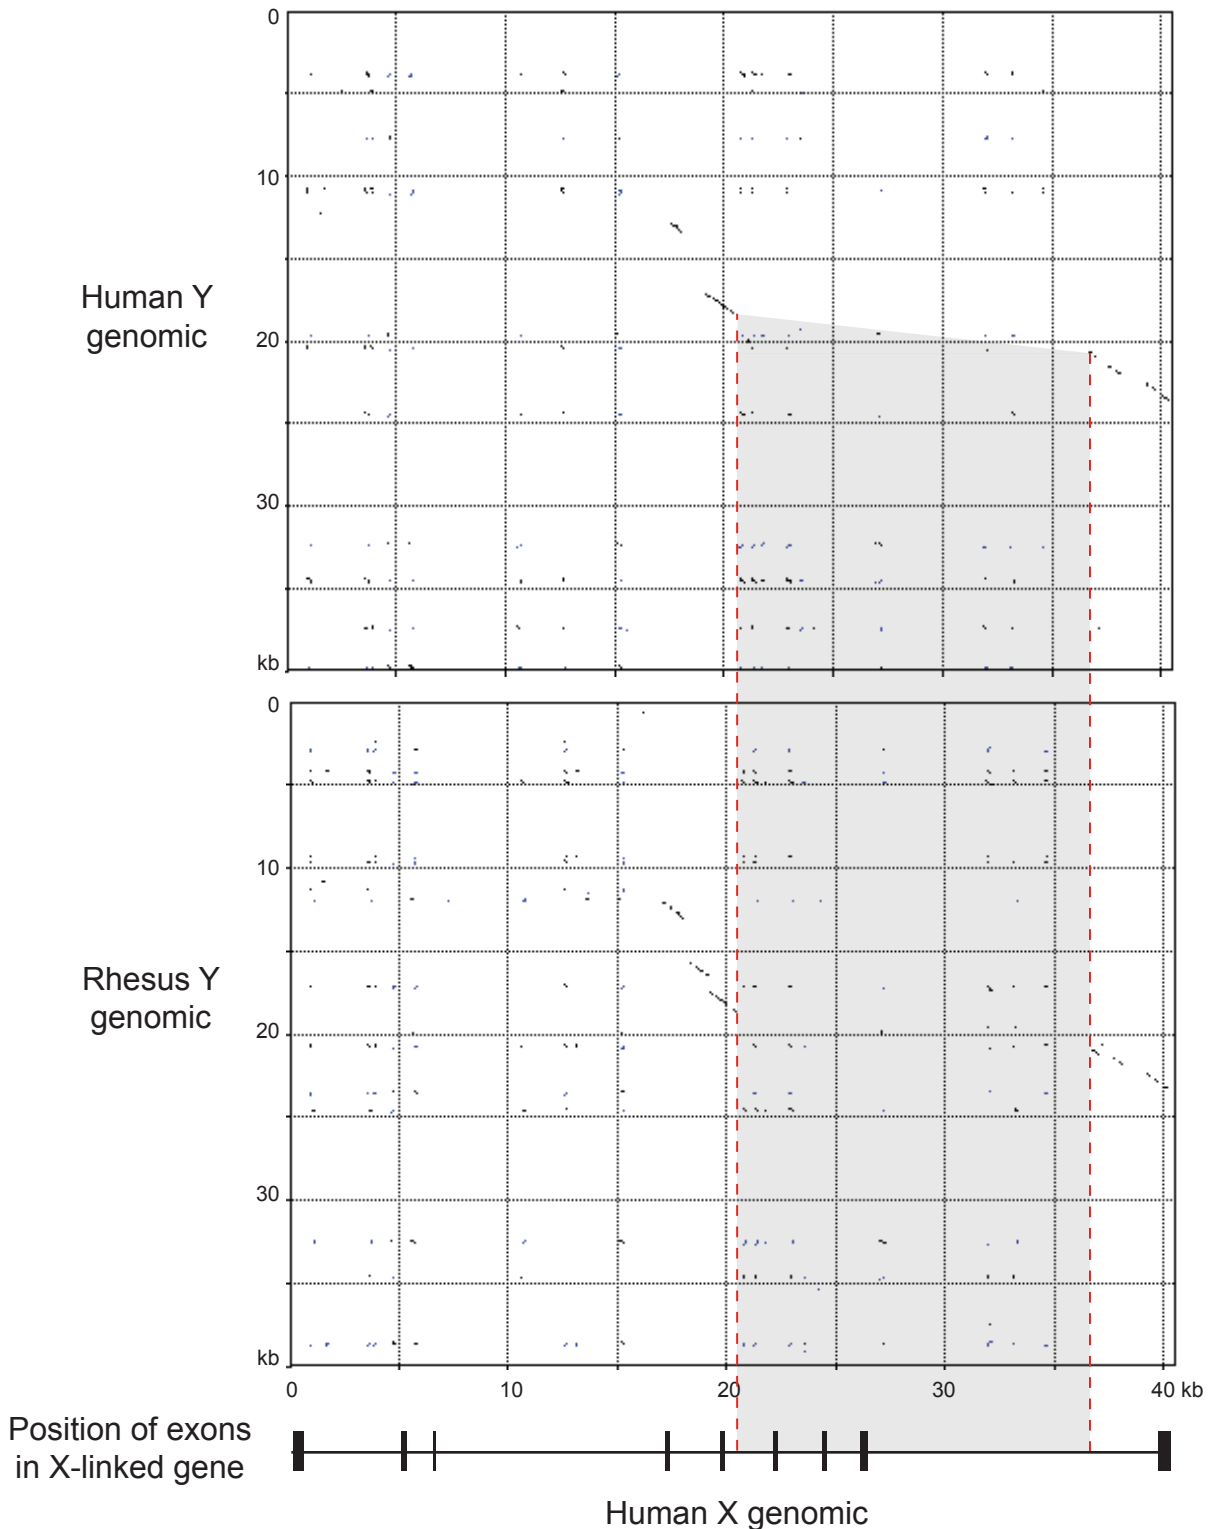 0
10
Human Y
genomic
20
30
kb
0
10
Rhesus Y
genomic
20
30
kb
0 10 20 30 40 kb
Position of exons
in X-linked gene
Human X genomic